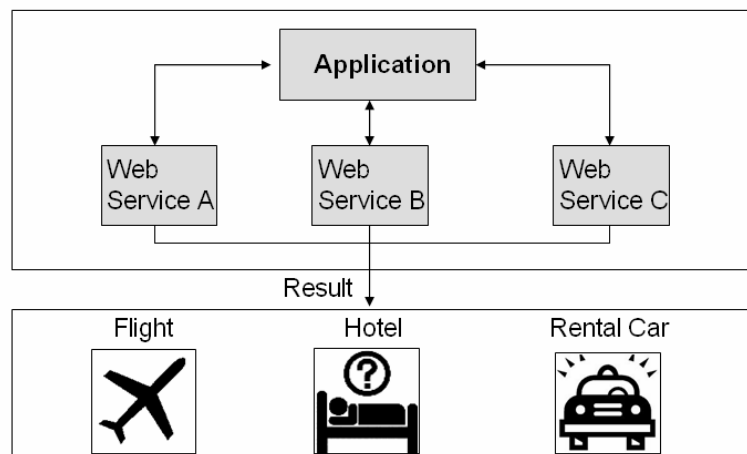 Application
Web
Service A
Web
Service B
Web
Service C
Result
Flight
Hotel
Rental Car
?